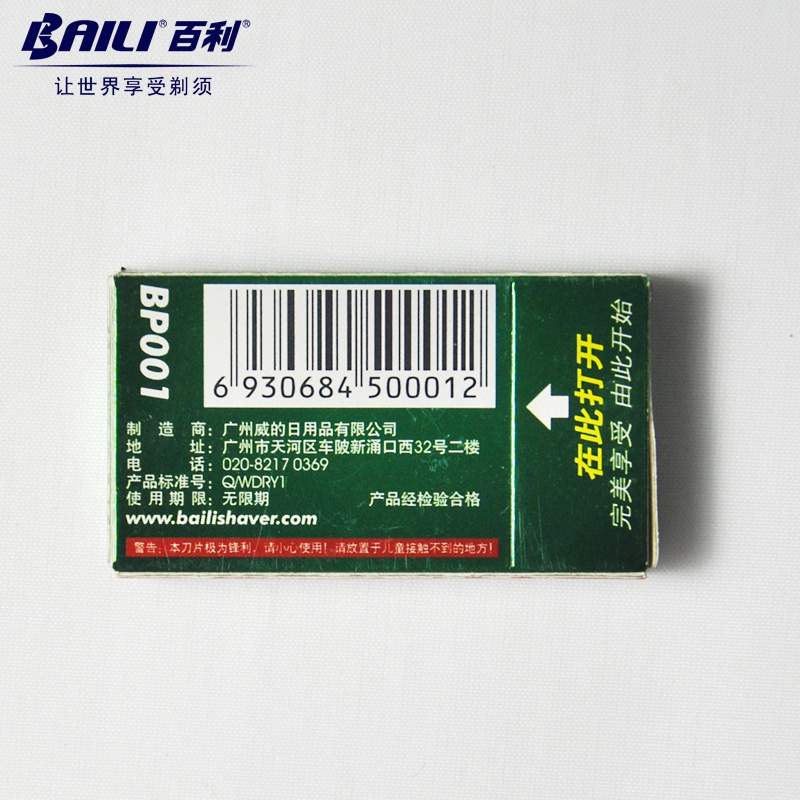 BAILI® 百利®
让世界享受剃须
BP001
6 930684 500012
制 造 商：广州威的日用品有限公司
地 址：广州市天河区车陂新涌口西32号二楼
电 话：020-8217 0369
产品标准号：Q/WDRY1
使用期限：无限期 产品经检验合格
www.bailishaver.com
警告：本刀片极为锋利，请小心使用！请放置于儿童接触不到的地方！
在此打开
完美享受 由此开始